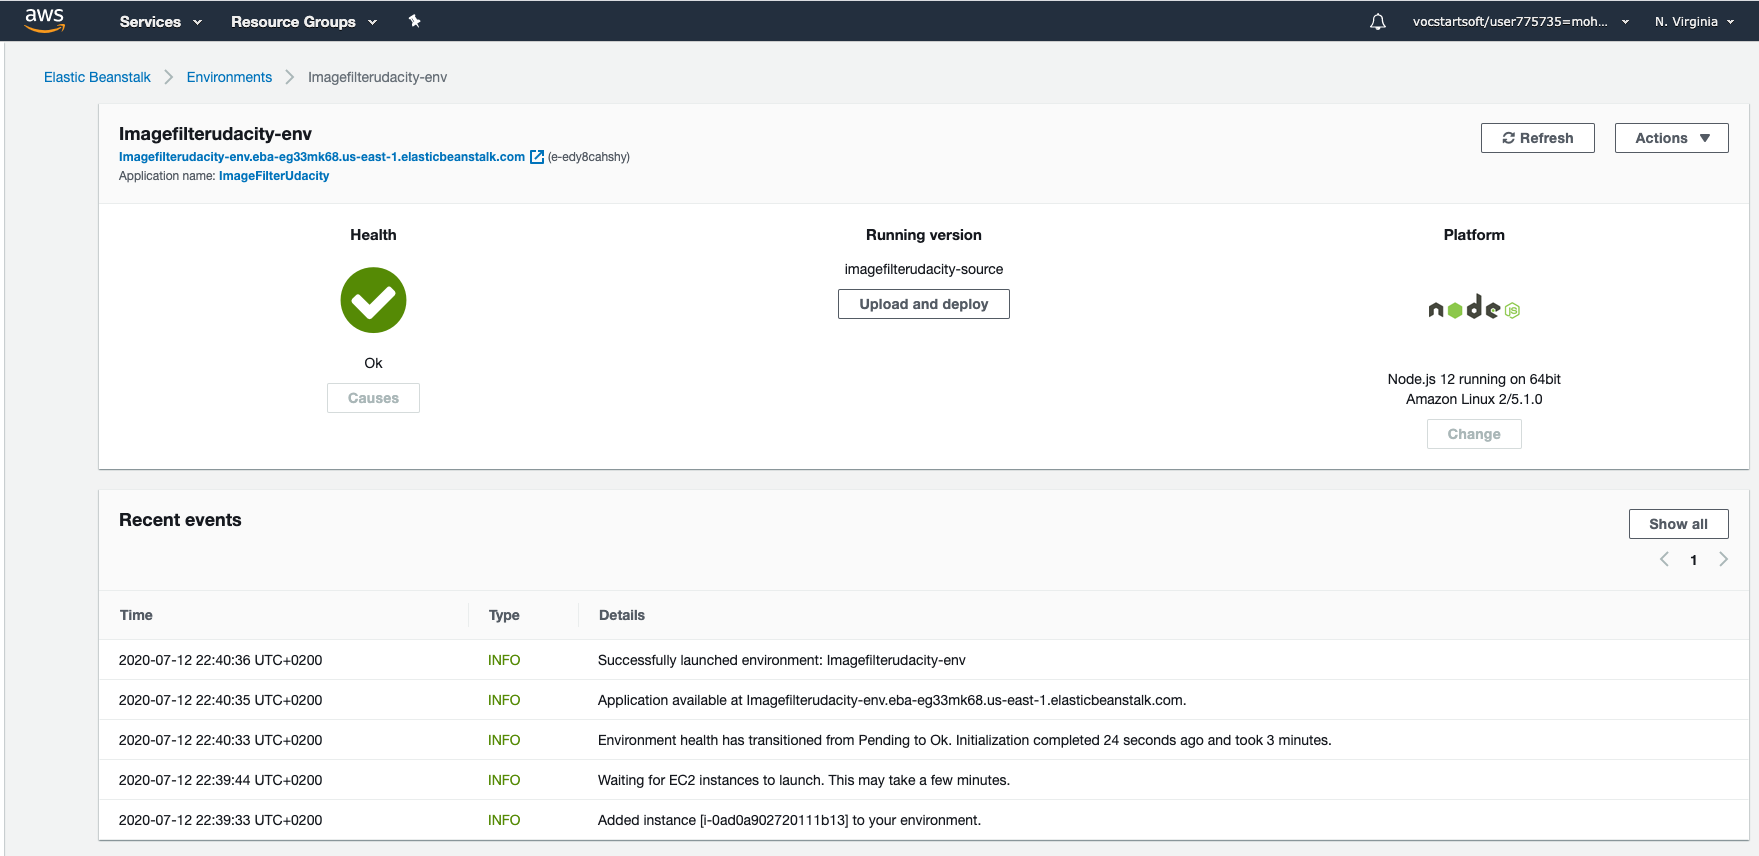 aws Services Resource Groups vocstartsoft/user775735=moh... N. Virginia
Elastic Beanstalk Environments Imagefilterudacity-env
Imagefilterudacity-env
Refresh Actions
Imagefilterudacity-env.eba-eg33mk68.us-east-1.elasticbeanstalk.com (e-edy8cahshy)
Application name: ImageFilterUdacity
Health
Ok
Causes
Running version
imagefilterudacity-source
Upload and deploy
Platform
node JS
Node.js 12 running on 64bit
Amazon Linux 2/5.1.0
Change
Recent events
Show all
1
Time Type Details
2020-07-12 22:40:36 UTC+0200 INFO Successfully launched environment: Imagefilterudacity-env
2020-07-12 22:40:35 UTC+0200 INFO Application available at Imagefilterudacity-env.eba-eg33mk68.us-east-1.elasticbeanstalk.com.
2020-07-12 22:40:33 UTC+0200 INFO Environment health has transitioned from Pending to Ok. Initialization completed 24 seconds ago and took 3 minutes.
2020-07-12 22:39:44 UTC+0200 INFO Waiting for EC2 instances to launch. This may take a few minutes.
2020-07-12 22:39:33 UTC+0200 INFO Added instance [i-0ad0a902720111b13] to your environment.